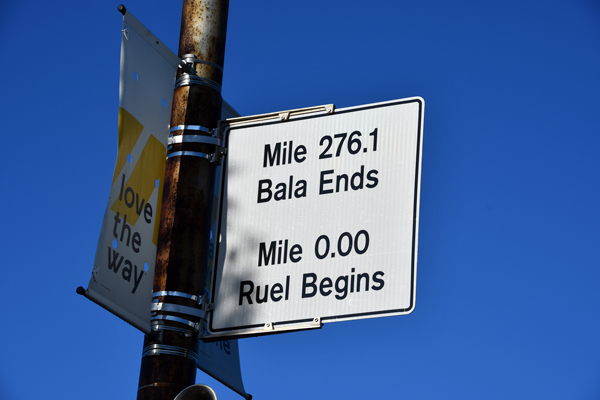 Mile 276.1
Bala Ends
Mile 0.00
Ruel Begins
love
the
way